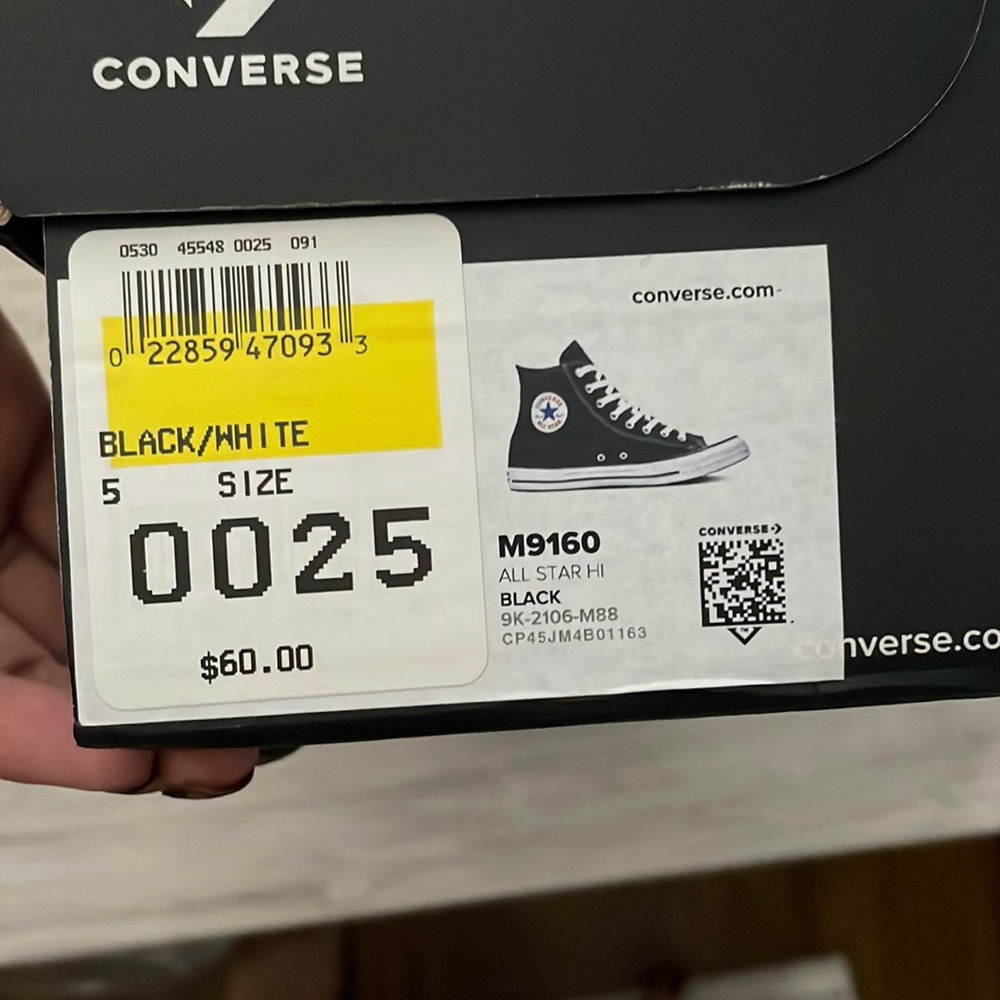 CONVERSE
0530 45548 0025 091
0 22859 47093 3
BLACK/WHITE
5 SIZE
0025
$60.00
converse.com
M9160
ALL STAR HI
BLACK
9K-2106-M88
CP45JM4B01163
CONVERSE
converse.co